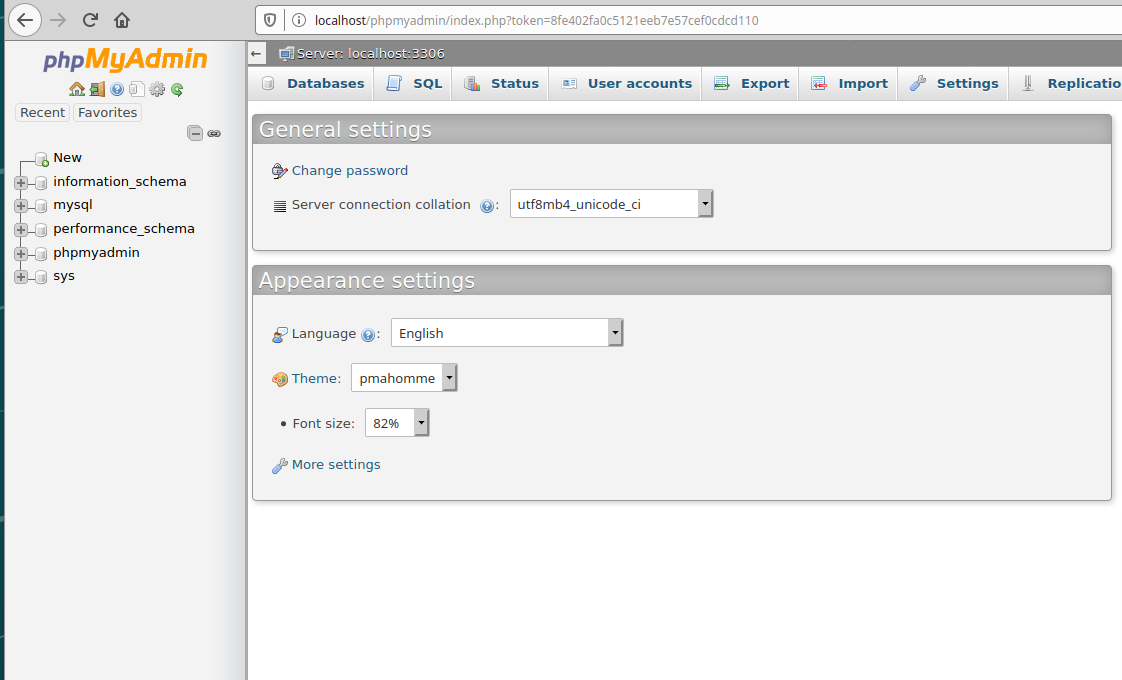 localhost/phpmyadmin/index.php?token=8fe402fa0c5121eeb7e57cef0cdcd110
phpMyAdmin
Recent Favorites
New
information_schema
mysql
performance_schema
phpmyadmin
sys
Server: localhost:3306
Databases SQL Status User accounts Export Import Settings Replicatio
General settings
Change password
Server connection collation : utf8mb4_unicode_ci
Appearance settings
Language : English
Theme: pmahomme
• Font size: 82%
More settings